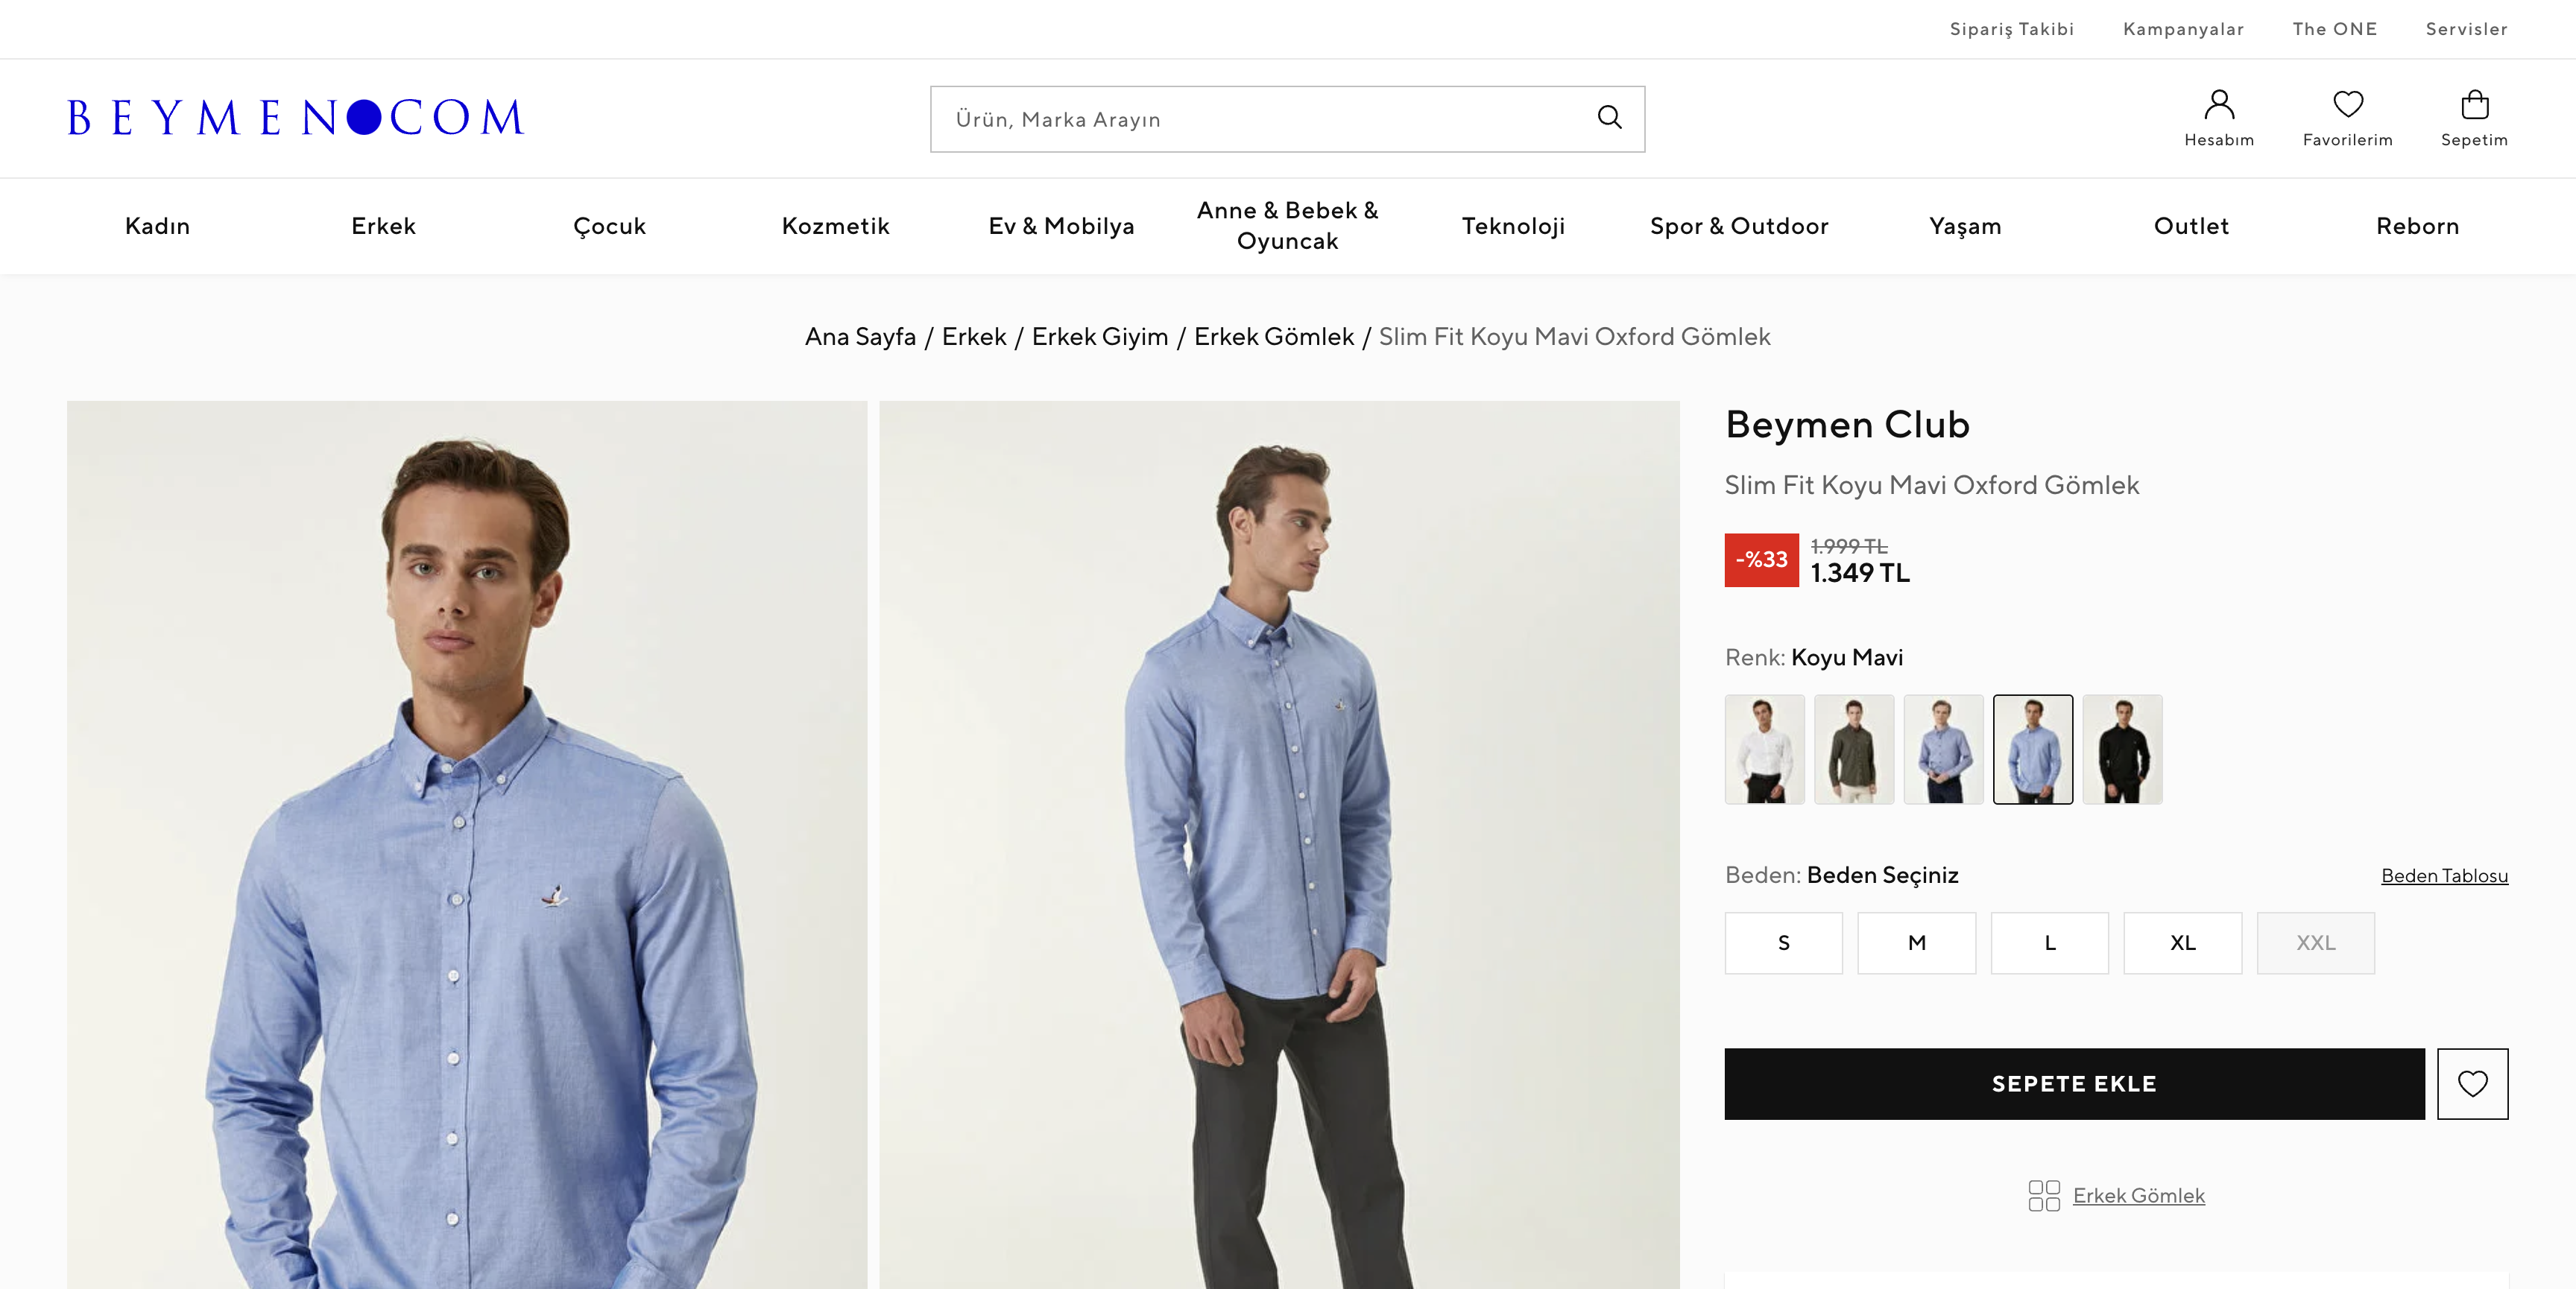 Sipariş Takibi Kampanyalar The ONE Servisler
BEYMEN COM
Ürün, Marka Arayın
Hesabım Favorilerim Sepetim
Kadın Erkek Çocuk Kozmetik Ev & Mobilya Anne & Bebek & Oyuncak Teknoloji Spor & Outdoor Yaşam Outlet Reborn
Ana Sayfa / Erkek / Erkek Giyim / Erkek Gömlek / Slim Fit Koyu Mavi Oxford Gömlek
Beymen Club
Slim Fit Koyu Mavi Oxford Gömlek
-%33
1.999 TL
1.349 TL
Renk: Koyu Mavi
Beden: Beden Seçiniz Beden Tablosu
S M L XL XXL
SEPETE EKLE
Erkek Gömlek